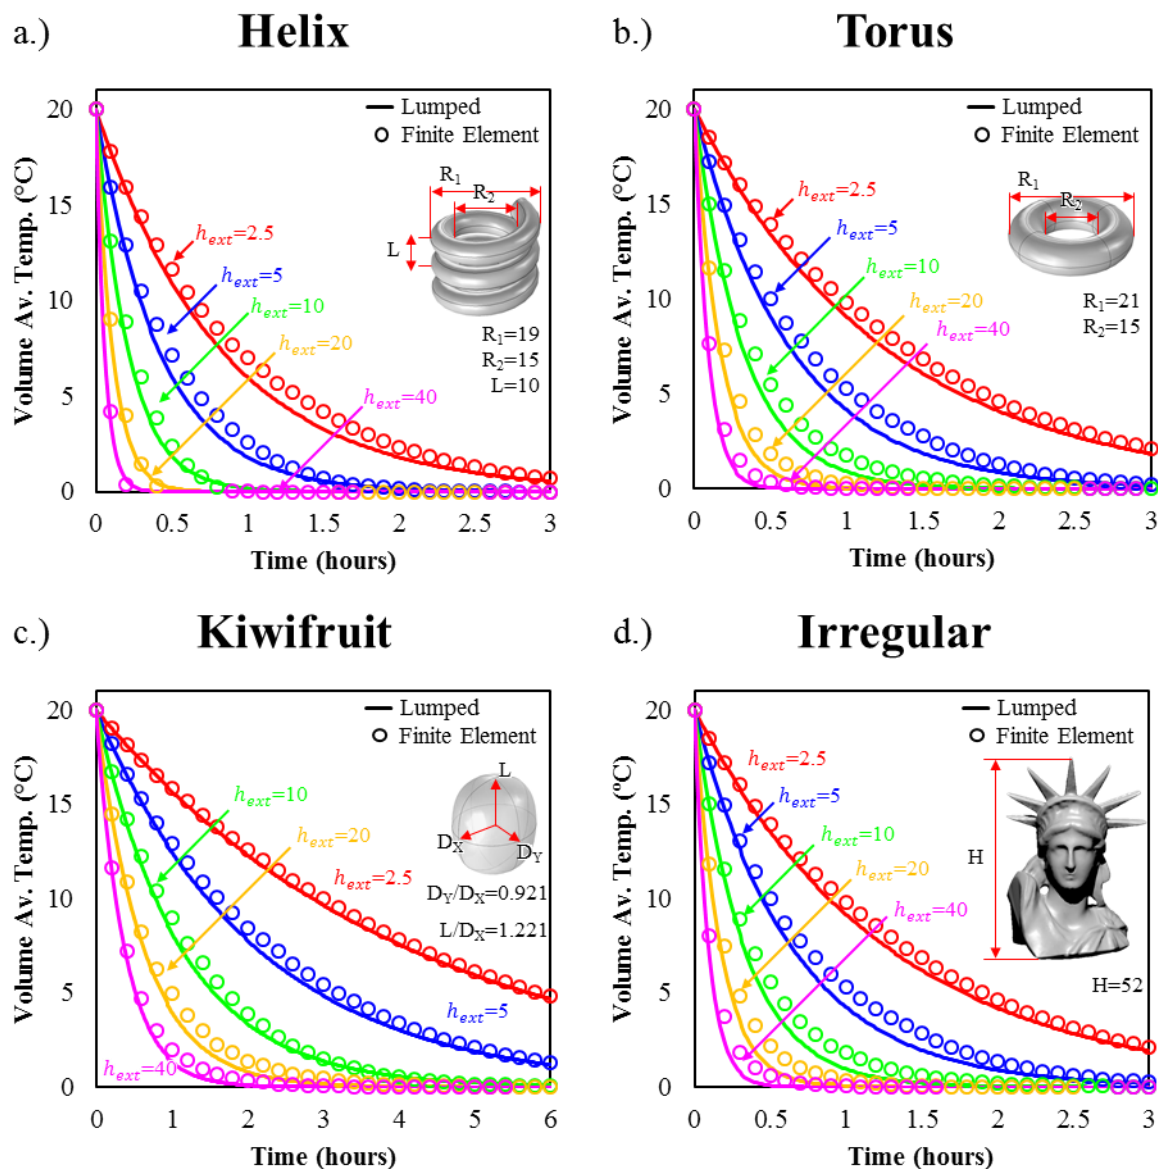 a.)
Helix
Volume Av. Temp. (°C)
20
15
10
5
0
Lumped
Finite Element
R₁
R₂
L
hₑₓₜ=2.5
hₑₓₜ=5
hₑₓₜ=10
hₑₓₜ=20
hₑₓₜ=40
R₁=19
R₂=15
L=10
0 0.5 1 1.5 2 2.5 3
Time (hours)
b.)
Torus
Volume Av. Temp. (°C)
20
15
10
5
0
Lumped
Finite Element
R₁
R₂
hₑₓₜ=2.5
hₑₓₜ=5
hₑₓₜ=10
hₑₓₜ=20
hₑₓₜ=40
R₁=21
R₂=15
0 0.5 1 1.5 2 2.5 3
Time (hours)
c.)
Kiwifruit
Volume Av. Temp. (°C)
20
15
10
5
0
Lumped
Finite Element
L
Dₓ
D_Y
hₑₓₜ=10
hₑₓₜ=20
hₑₓₜ=2.5
D_Y/D_X=0.921
L/D_X=1.221
hₑₓₜ=5
hₑₓₜ=40
0 1 2 3 4 5 6
Time (hours)
d.)
Irregular
Volume Av. Temp. (°C)
20
15
10
5
0
Lumped
Finite Element
hₑₓₜ=2.5
hₑₓₜ=5
hₑₓₜ=10
hₑₓₜ=20
hₑₓₜ=40
H
H=52
0 0.5 1 1.5 2 2.5 3
Time (hours)